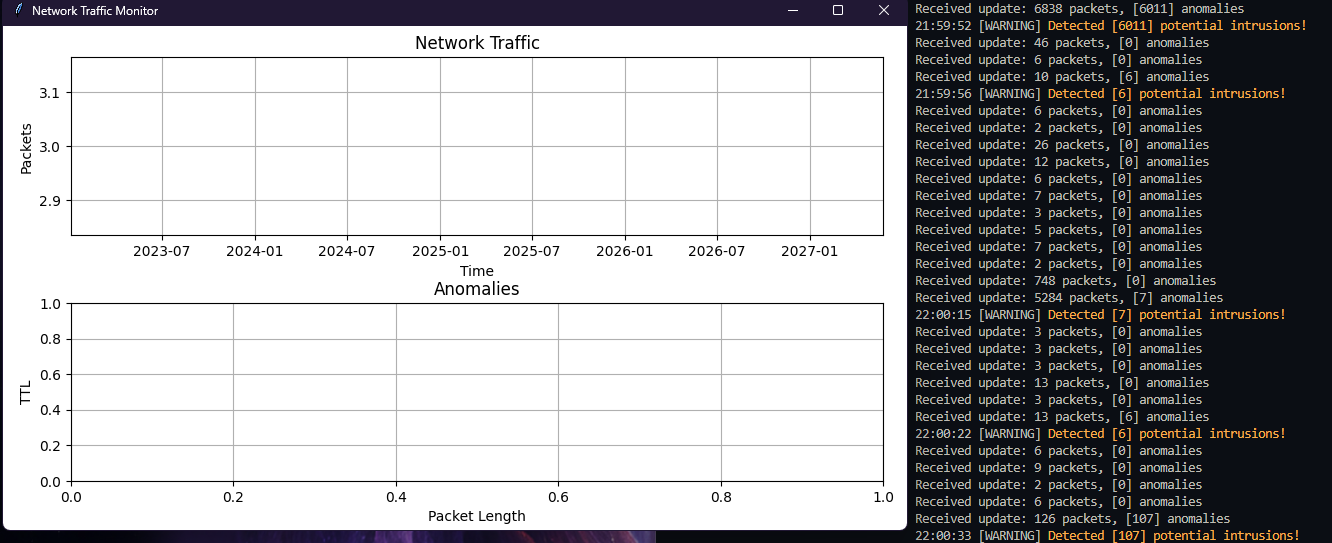 Network Traffic Monitor
Network Traffic
3.1
3.0
2.9
Packets
2023-07 2024-01 2024-07 2025-01 2025-07 2026-01 2026-07 2027-01
Time
Anomalies
1.0
0.8
0.6
0.4
0.2
0.0
TTL
0.0 0.2 0.4 0.6 0.8 1.0
Packet Length
Received update: 6838 packets, [6011] anomalies
21:59:52 [WARNING] Detected [6011] potential intrusions!
Received update: 46 packets, [0] anomalies
Received update: 6 packets, [0] anomalies
Received update: 10 packets, [6] anomalies
21:59:56 [WARNING] Detected [6] potential intrusions!
Received update: 6 packets, [0] anomalies
Received update: 2 packets, [0] anomalies
Received update: 26 packets, [0] anomalies
Received update: 12 packets, [0] anomalies
Received update: 6 packets, [0] anomalies
Received update: 7 packets, [0] anomalies
Received update: 3 packets, [0] anomalies
Received update: 5 packets, [0] anomalies
Received update: 7 packets, [0] anomalies
Received update: 2 packets, [0] anomalies
Received update: 748 packets, [0] anomalies
Received update: 5284 packets, [7] anomalies
22:00:15 [WARNING] Detected [7] potential intrusions!
Received update: 3 packets, [0] anomalies
Received update: 3 packets, [0] anomalies
Received update: 3 packets, [0] anomalies
Received update: 13 packets, [0] anomalies
Received update: 3 packets, [0] anomalies
Received update: 13 packets, [6] anomalies
22:00:22 [WARNING] Detected [6] potential intrusions!
Received update: 6 packets, [0] anomalies
Received update: 9 packets, [0] anomalies
Received update: 2 packets, [0] anomalies
Received update: 6 packets, [0] anomalies
Received update: 126 packets, [107] anomalies
22:00:33 [WARNING] Detected [107] potential intrusions!